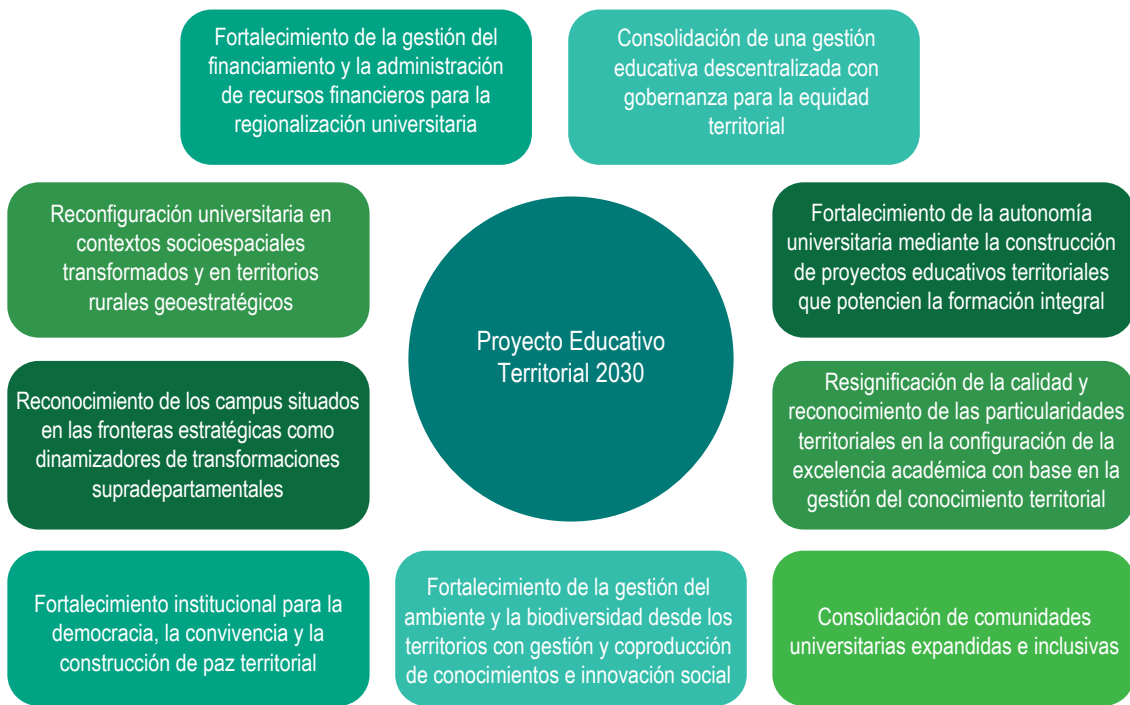 Fortalecimiento de la gestión del
financiamiento y la administración
de recursos financieros para la
regionalización universitaria
Consolidación de una gestión
educativa descentralizada con
gobernanza para la equidad
territorial
Reconfiguración universitaria en
contextos socioespaciales
transformados y en territorios
rurales geoestratégicos
Fortalecimiento de la autonomía
universitaria mediante la construcción
de proyectos educativos territoriales
que potencien la formación integral
Proyecto Educativo
Territorial 2030
Reconocimiento de los campus situados
en las fronteras estratégicas como
dinamizadores de transformaciones
supradepartamentales
Resignificación de la calidad y
reconocimiento de las particularidades
territoriales en la configuración de la
excelencia académica con base en la
gestión del conocimiento territorial
Fortalecimiento institucional para la
democracia, la convivencia y la
construcción de paz territorial
Fortalecimiento de la gestión del
ambiente y la biodiversidad desde los
territorios con gestión y coproducción
de conocimientos e innovación social
Consolidación de comunidades
universitarias expandidas e inclusivas